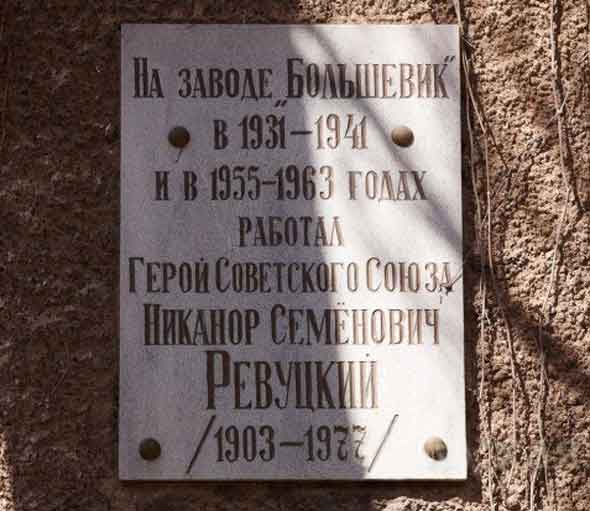 На заводе „Большевик"
в 1931–1941
и в 1955–1963 годах
работал
Герой Советского Союза
Никанор Семёнович
Ревуцкий
/1903–1977/